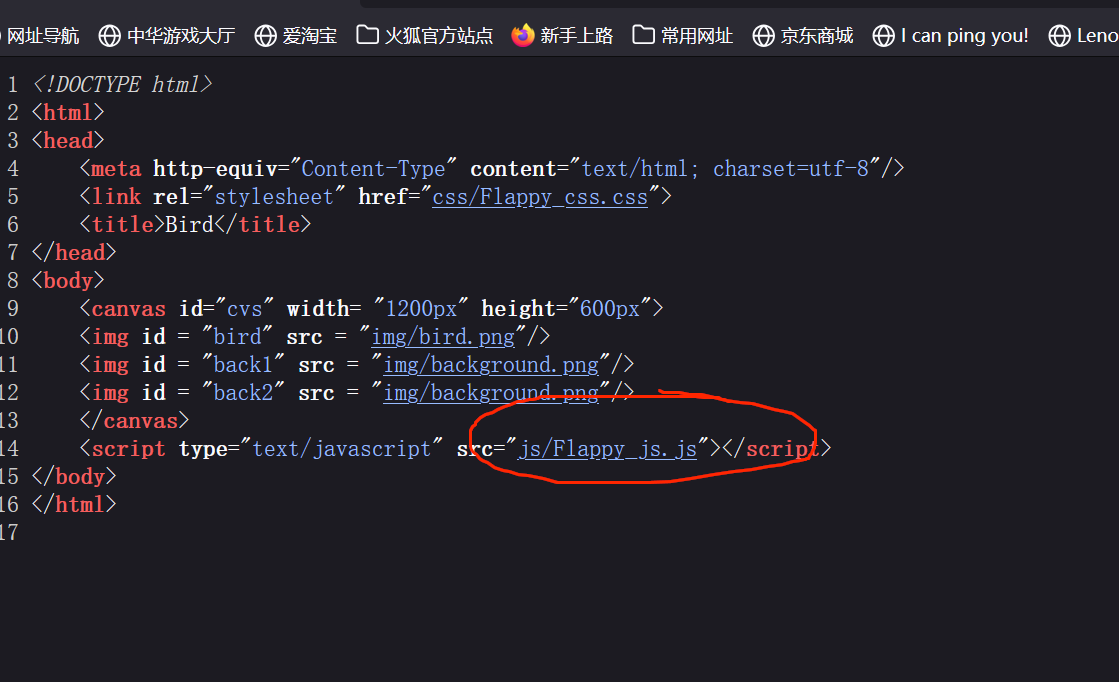 网址导航 中华游戏大厅 爱淘宝 火狐官方站点 新手上路 常用网址 京东商城 I can ping you! Leno
1 <!DOCTYPE html>
2 <html>
3 <head>
4 <meta http-equiv="Content-Type" content="text/html; charset=utf-8"/>
5 <link rel="stylesheet" href="css/Flappy_css.css">
6 <title>Bird</title>
7 </head>
8 <body>
9 <canvas id="cvs" width= "1200px" height="600px">
10 <img id = "bird" src = "img/bird.png"/>
11 <img id = "back1" src = "img/background.png"/>
12 <img id = "back2" src = "img/background.png"/>
13 </canvas>
14 <script type="text/javascript" src="js/Flappy_js.js"></script>
15 </body>
16 </html>
17